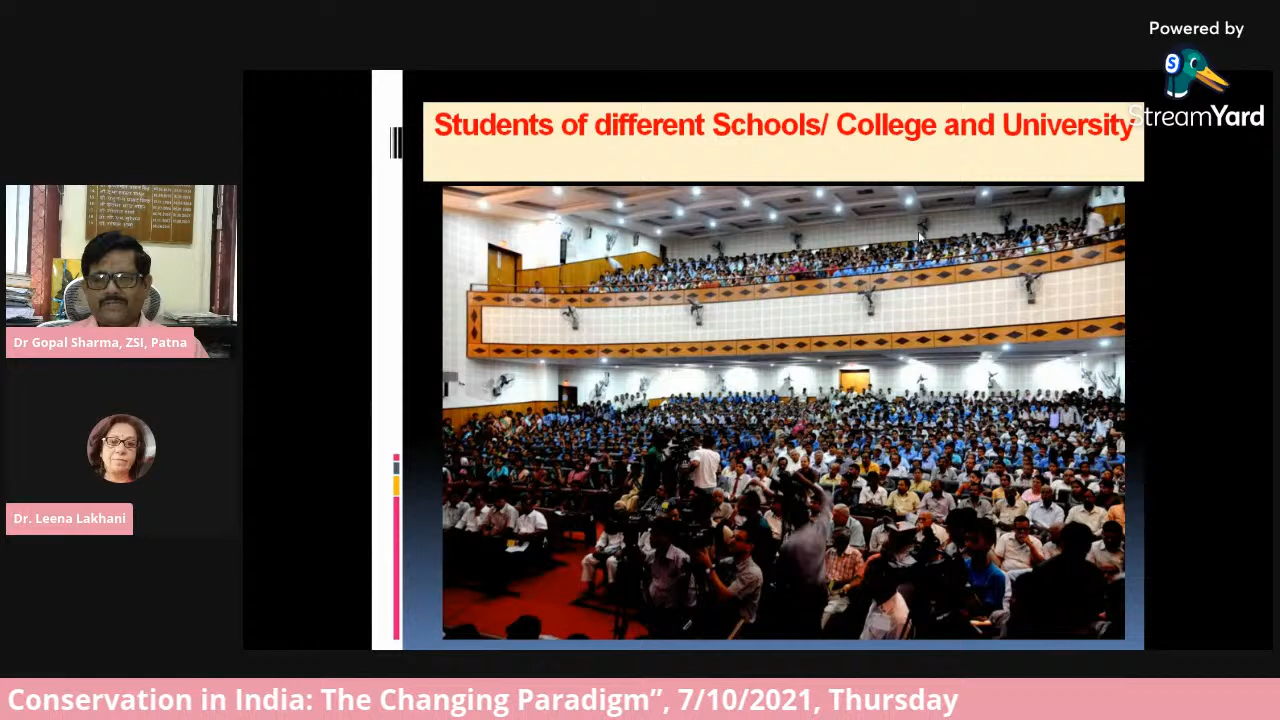 Powered by
S
StreamYard
Students of different Schools/ College and University
Dr Gopal Sharma, ZSI, Patna
Dr. Leena Lakhani
Conservation in India: The Changing Paradigm”, 7/10/2021, Thursday